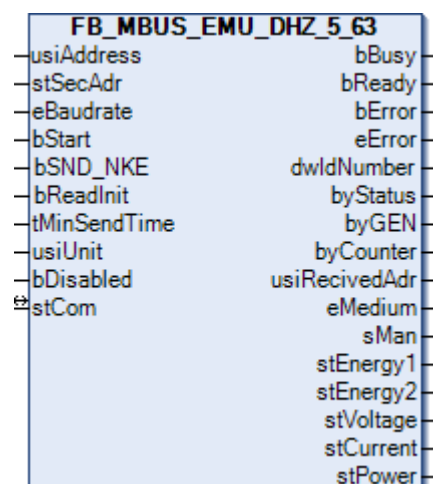 FB_MBUS_EMU_DHZ_5_63
usiAddress bBusy
stSecAdr bReady
eBaudrate bError
bStart eError
bSND_NKE dwIdNumber
bReadInit byStatus
tMinSendTime byGEN
usiUnit byCounter
bDisabled usiRecivedAdr
stCom eMedium
sMan
stEnergy1
stEnergy2
stVoltage
stCurrent
stPower